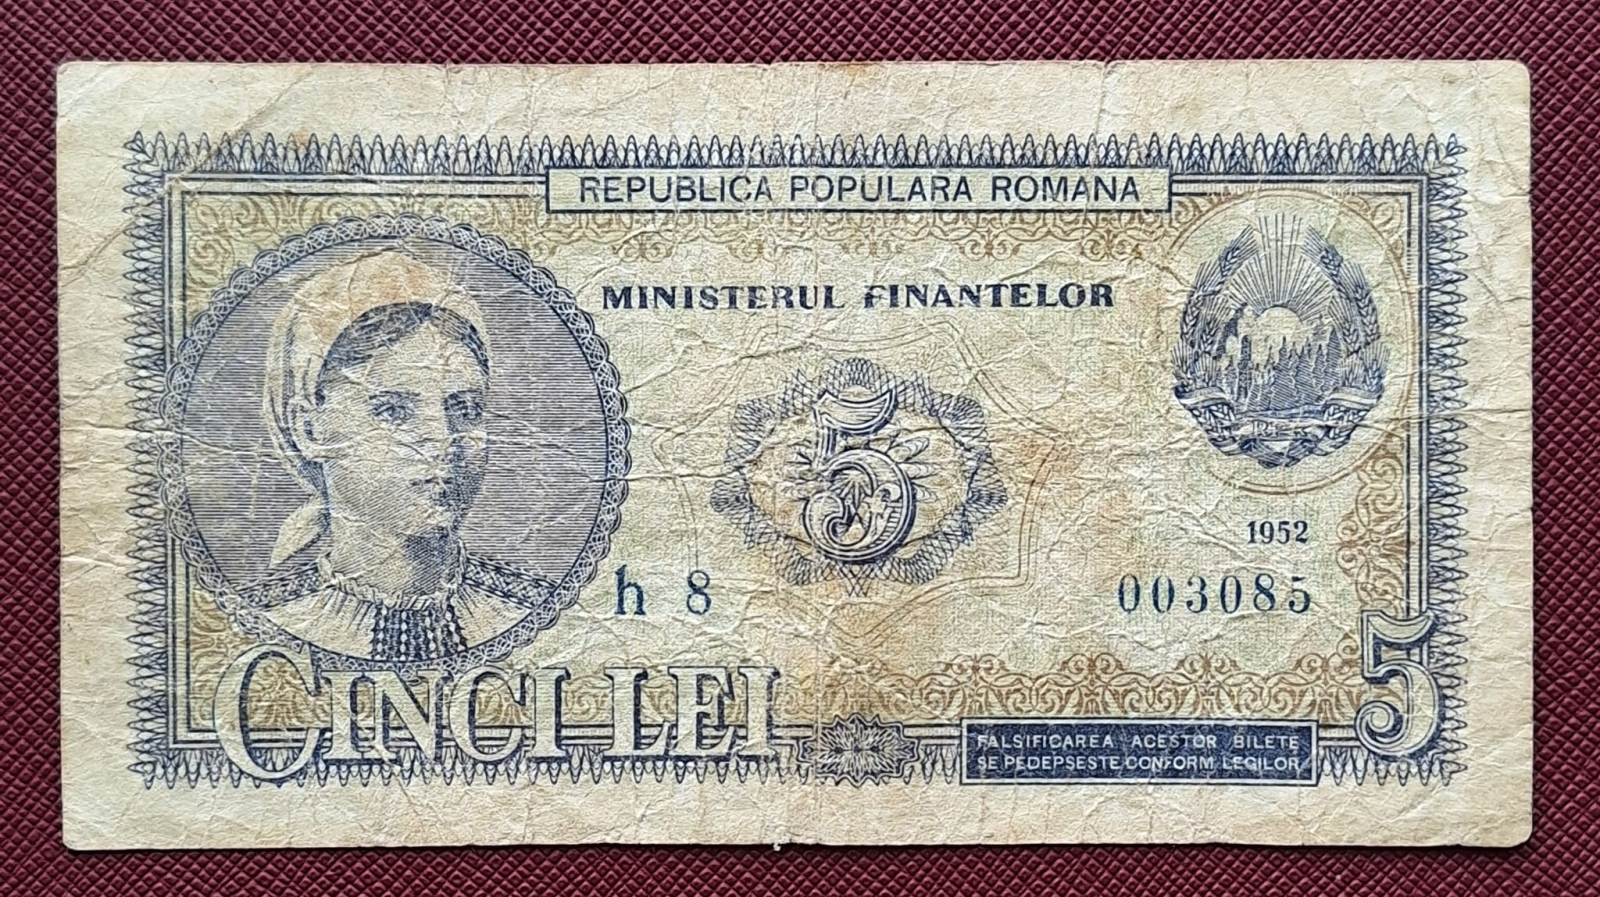 REPUBLICA POPULARA ROMANA
MINISTERUL FINANTELOR
5
1952
h 8
003085
CINCI LEI
5
FALSIFICAREA ACESTOR BILETE
SE PEDEPSESTE CONFORM LEGILOR